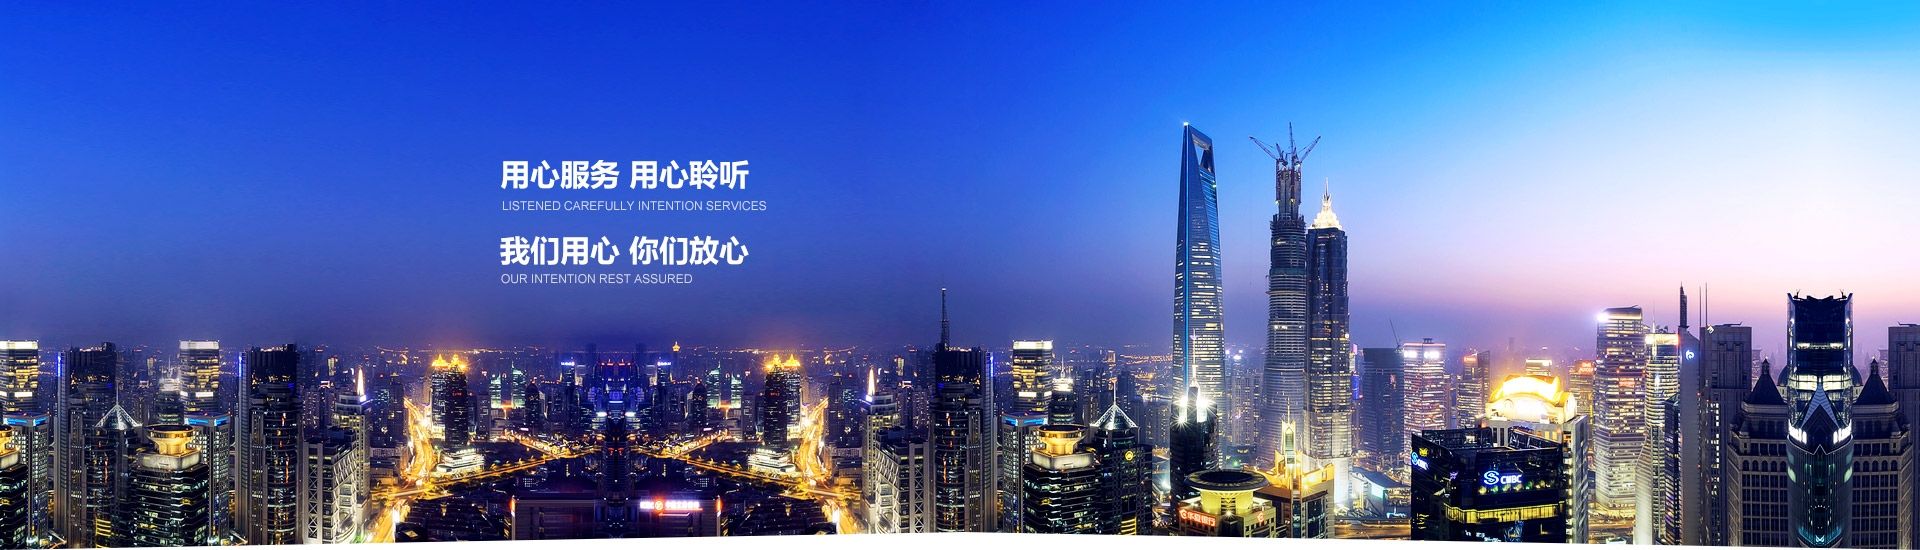 用心服务 用心聆听
LISTENED CAREFULLY INTENTION SERVICES
我们用心 你们放心
OUR INTENTION REST ASSURED
CMBC